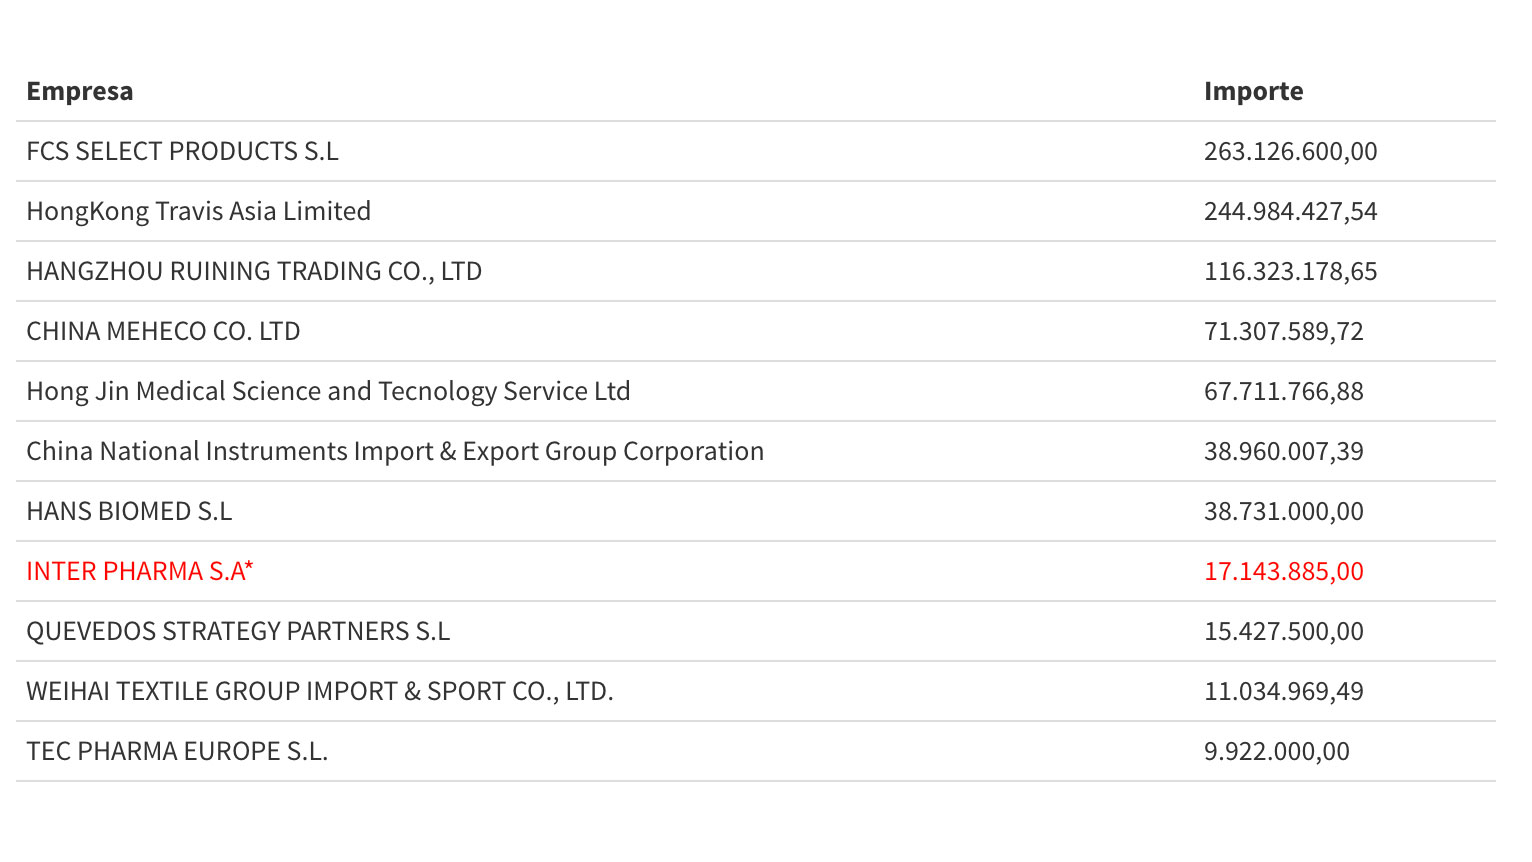 Empresa Importe
FCS SELECT PRODUCTS S.L 263.126.600,00
HongKong Travis Asia Limited 244.984.427,54
HANGZHOU RUINING TRADING CO., LTD 116.323.178,65
CHINA MEHECO CO. LTD 71.307.589,72
Hong Jin Medical Science and Tecnology Service Ltd 67.711.766,88
China National Instruments Import & Export Group Corporation 38.960.007,39
HANS BIOMED S.L 38.731.000,00
INTER PHARMA S.A* 17.143.885,00
QUEVEDOS STRATEGY PARTNERS S.L 15.427.500,00
WEIHAI TEXTILE GROUP IMPORT & SPORT CO., LTD. 11.034.969,49
TEC PHARMA EUROPE S.L. 9.922.000,00